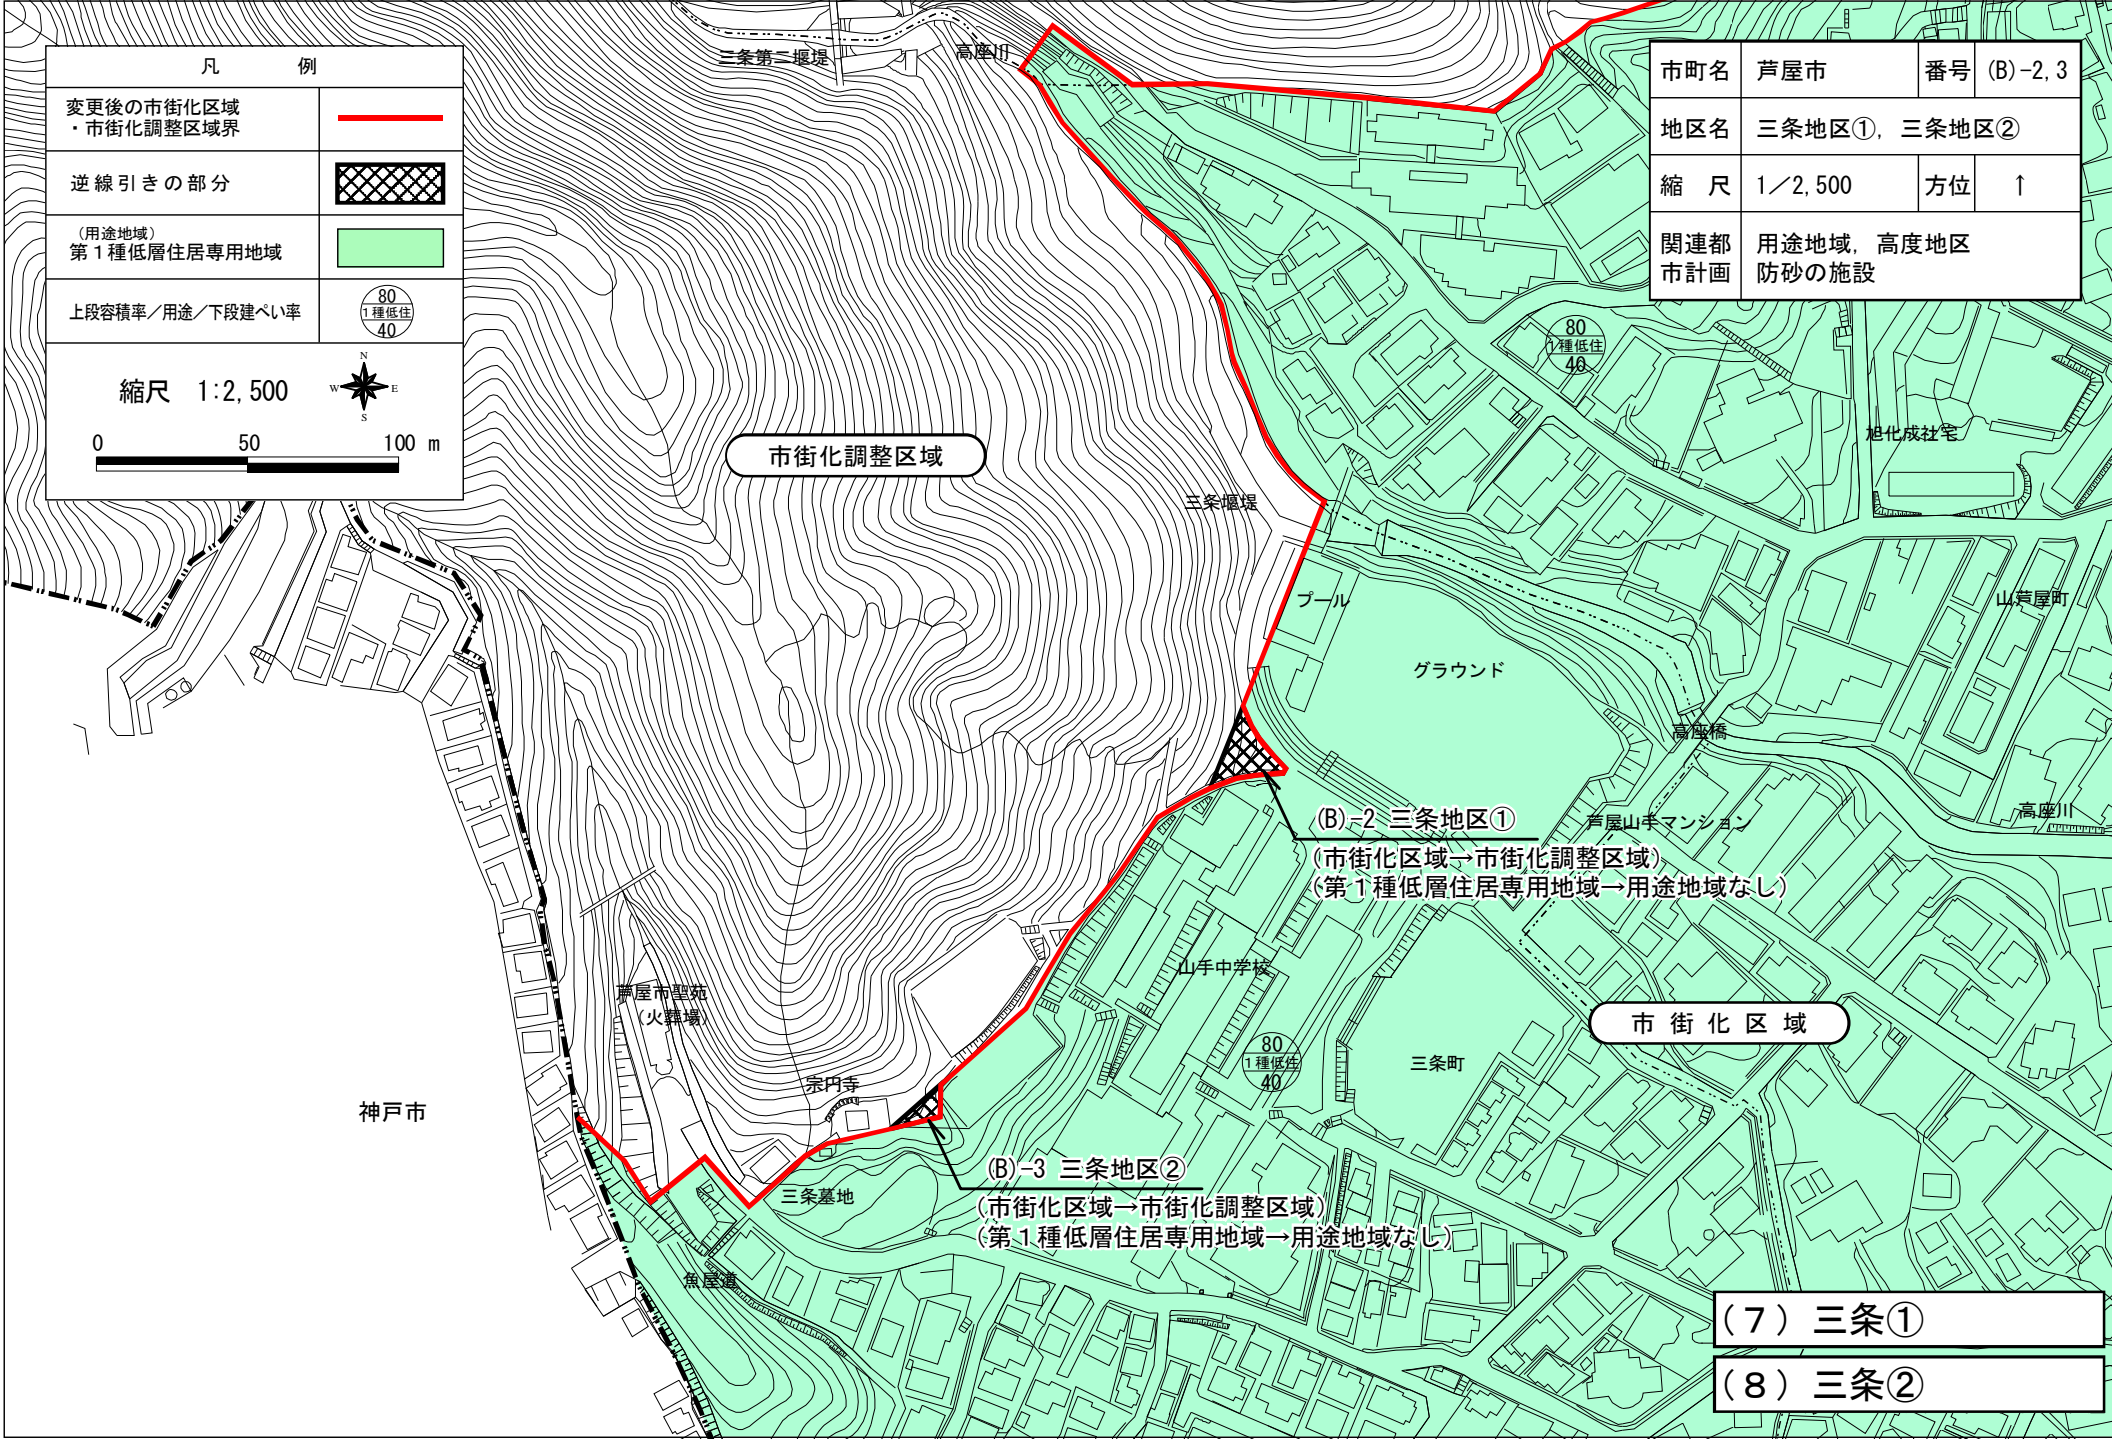 凡 例
変更後の市街化区域
・市街化調整区域界
逆線引きの部分
(用途地域)
第1種低層住居専用地域
上段容積率／用途／下段建ぺい率
80
1種低住
40
縮尺 1:2,500
N
W E
S
0 50 100 m
市町名 芦屋市 番号 (B)-2,3
地区名 三条地区①, 三条地区②
縮 尺 1／2,500 方位 ↑
関連都市計画 用途地域, 高度地区
防砂の施設
三条第二堰堤
高座川
80
1種低住
40
旭化成社宅
市街化調整区域
三条堰堤
プール
山芦屋町
グラウンド
高座橋
高座川
(B)-2 三条地区①
(市街化区域→市街化調整区域)
(第1種低層住居専用地域→用途地域なし)
芦屋山手マンション
山手中学校
芦屋市聖苑
(火葬場)
市街化区域
80
1種低住
40
三条町
宗円寺
神戸市
(B)-3 三条地区②
(市街化区域→市街化調整区域)
(第1種低層住居専用地域→用途地域なし)
三条墓地
魚屋道
(7) 三条①
(8) 三条②